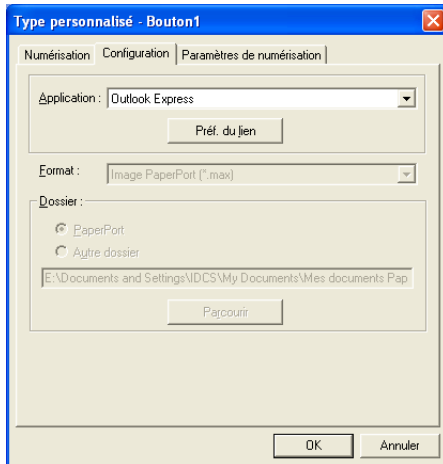 Type personnalisé - Bouton1
Numérisation Configuration Paramètres de numérisation
Application : Outlook Express
Préf. du lien
Format : Image PaperPort (*.max)
Dossier :
PaperPort
Autre dossier
E:\Documents and Settings\IDCS\My Documents\Mes documents Pap
Parcourir
OK Annuler